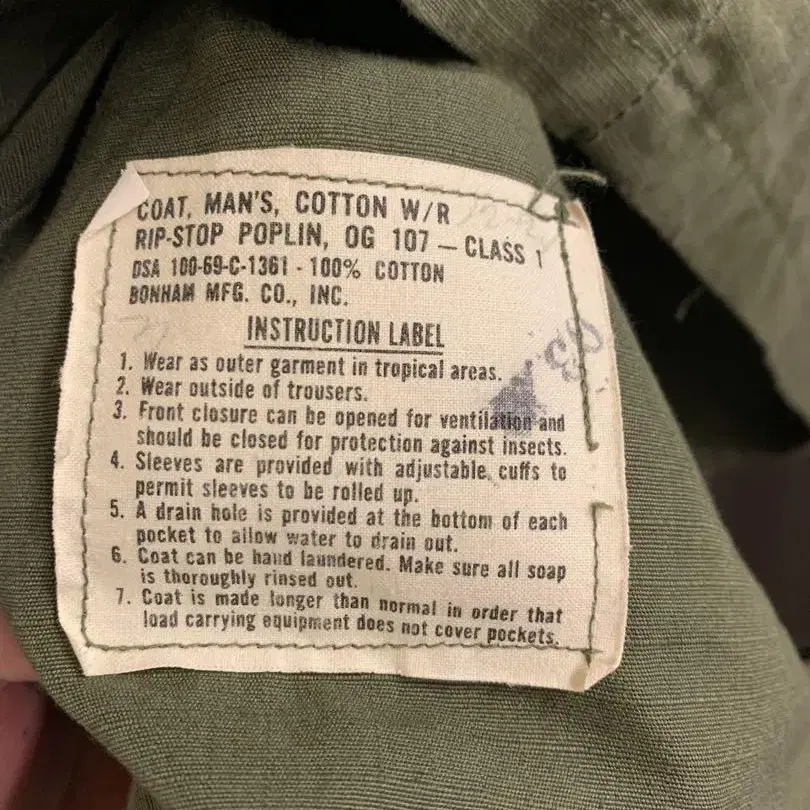 COAT, MAN'S, COTTON W/R
RIP-STOP POPLIN, OG 107 – CLASS 1
DSA 100-69-C-1361 - 100% COTTON
BONHAM MFG. CO., INC.
INSTRUCTION LABEL
1. Wear as outer garment in tropical areas.
2. Wear outside of trousers.
3. Front closure can be opened for ventilation and
should be closed for protection against insects.
4. Sleeves are provided with adjustable cuffs to
permit sleeves to be rolled up.
5. A drain hole is provided at the bottom of each
pocket to allow water to drain out.
6. Coat can be hand laundered. Make sure all soap
is thoroughly rinsed out.
7. Coat is made longer than normal in order that
load carrying equipment does not cover pockets.